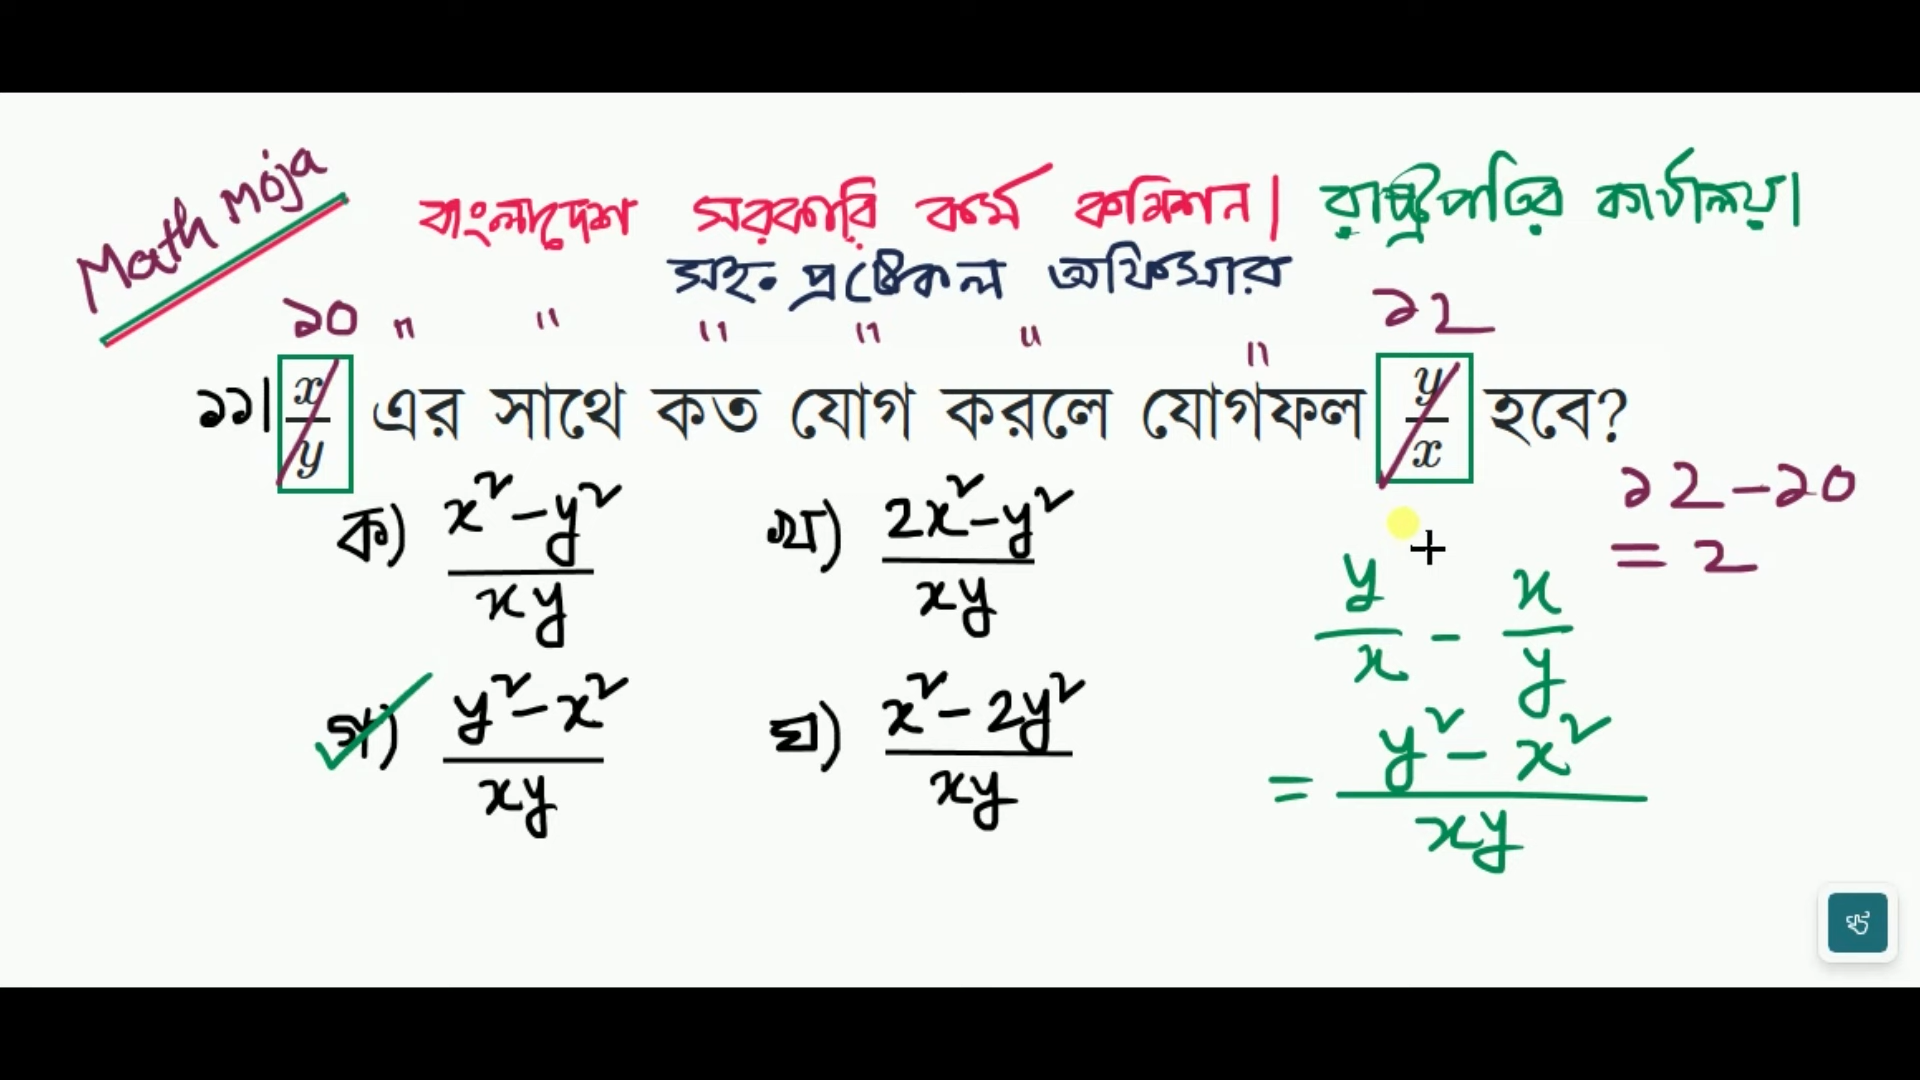 Math moja
বাংলাদেশ সরকারি কর্ম কমিশন। রাষ্ট্রপতির কার্যালয়।
সহ. প্রটোকল অফিসার
১০ " " " " " " ১২
১১। x/y এর সাথে কত যোগ করলে যোগফল y/x হবে?
ক) x²-y²/xy খ) 2x²-y²/xy
১২-১০
= ২
গ) y²-x²/xy ঘ) x²-2y²/xy
y/x - x/y
= y²-x²/xy